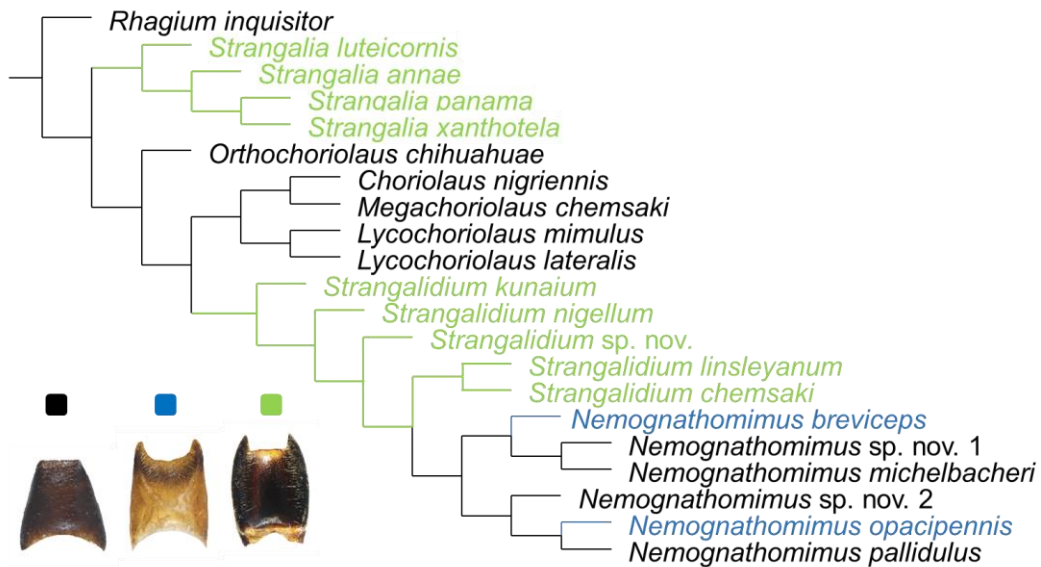 Rhagium inquisitor
Strangalia luteicornis
Strangalia annae
Strangalia panama
Strangalia xanthotela
Orthochoriolaus chihuahuae
Choriolaus nigriennis
Megachoriolaus chemsaki
Lycochoriolaus mimulus
Lycochoriolaus lateralis
Strangalidium kunaium
Strangalidium nigellum
Strangalidium sp. nov.
Strangalidium linsleyanum
Strangalidium chemsaki
Nemognathomimus breviceps
Nemognathomimus sp. nov. 1
Nemognathomimus michelbacheri
Nemognathomimus sp. nov. 2
Nemognathomimus opacipennis
Nemognathomimus pallidulus